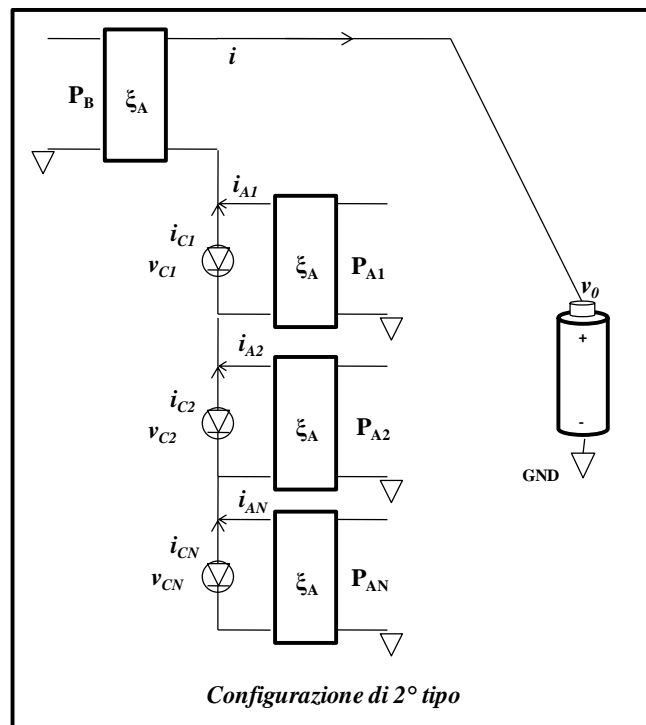 i
P_B
ξ_A
i_A1
i_C1
v_C1
ξ_A
P_A1
v_0
+
-
GND
i_A2
i_C2
v_C2
ξ_A
P_A2
i_AN
i_CN
v_CN
ξ_A
P_AN
Configurazione di 2° tipo